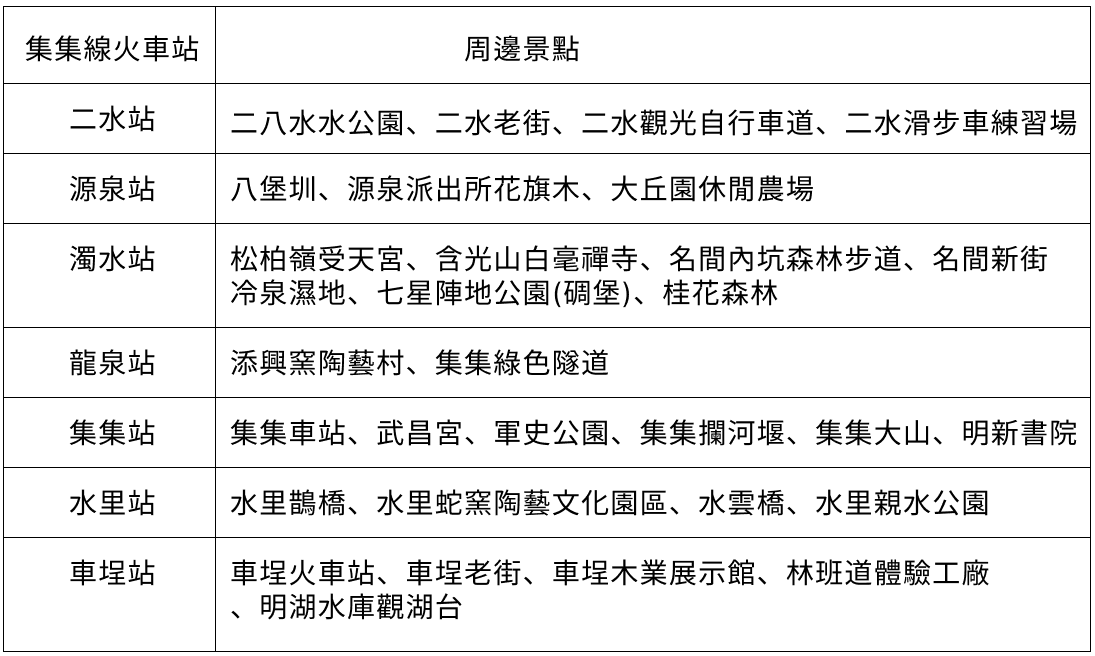 集集線火車站
周邊景點
二水站
二八水水公園、二水老街、二水觀光自行車道、二水滑步車練習場
源泉站
八堡圳、源泉派出所花旗木、大丘園休閒農場
濁水站
松柏嶺受天宮、含光山白毫禪寺、名間內坑森林步道、名間新街
冷泉濕地、七星陣地公園(碉堡)、桂花森林
龍泉站
添興窯陶藝村、集集綠色隧道
集集站
集集車站、武昌宮、軍史公園、集集攔河堰、集集大山、明新書院
水里站
水里鵲橋、水里蛇窯陶藝文化園區、水雲橋、水里親水公園
車埕站
車埕火車站、車埕老街、車埕木業展示館、林班道體驗工廠
、明湖水庫觀湖台